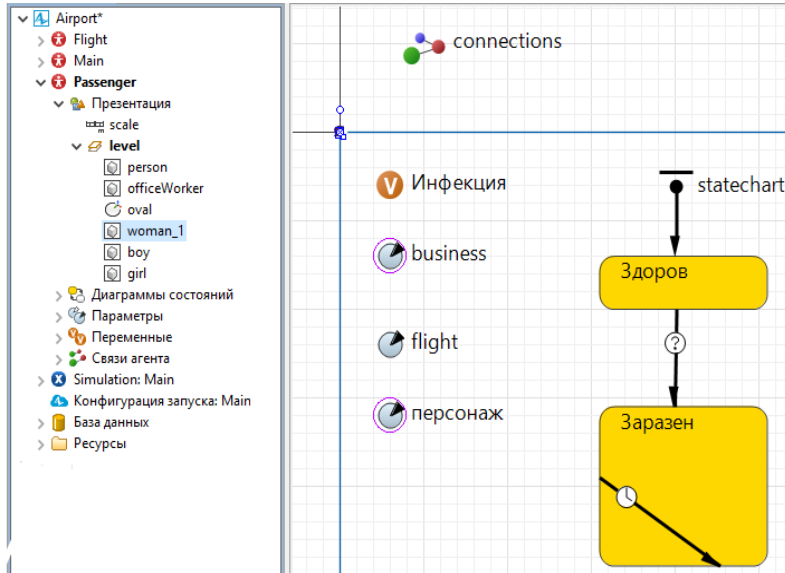 Airport*
Flight
Main
Passenger
Презентация
scale
level
person
officeWorker
oval
woman_1
boy
girl
Диаграммы состояний
Параметры
Переменные
Связи агента
Simulation: Main
Конфигурация запуска: Main
База данных
Ресурсы
connections
V Инфекция
statechart
business
Здоров
flight
?
персонаж
Заразен